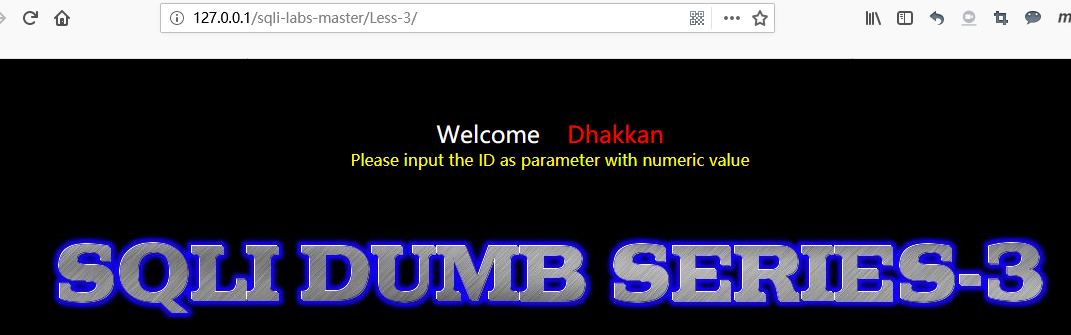 127.0.0.1/sqli-labs-master/Less-3/
Welcome Dhakkan
Please input the ID as parameter with numeric value
SQLI DUMB SERIES-3